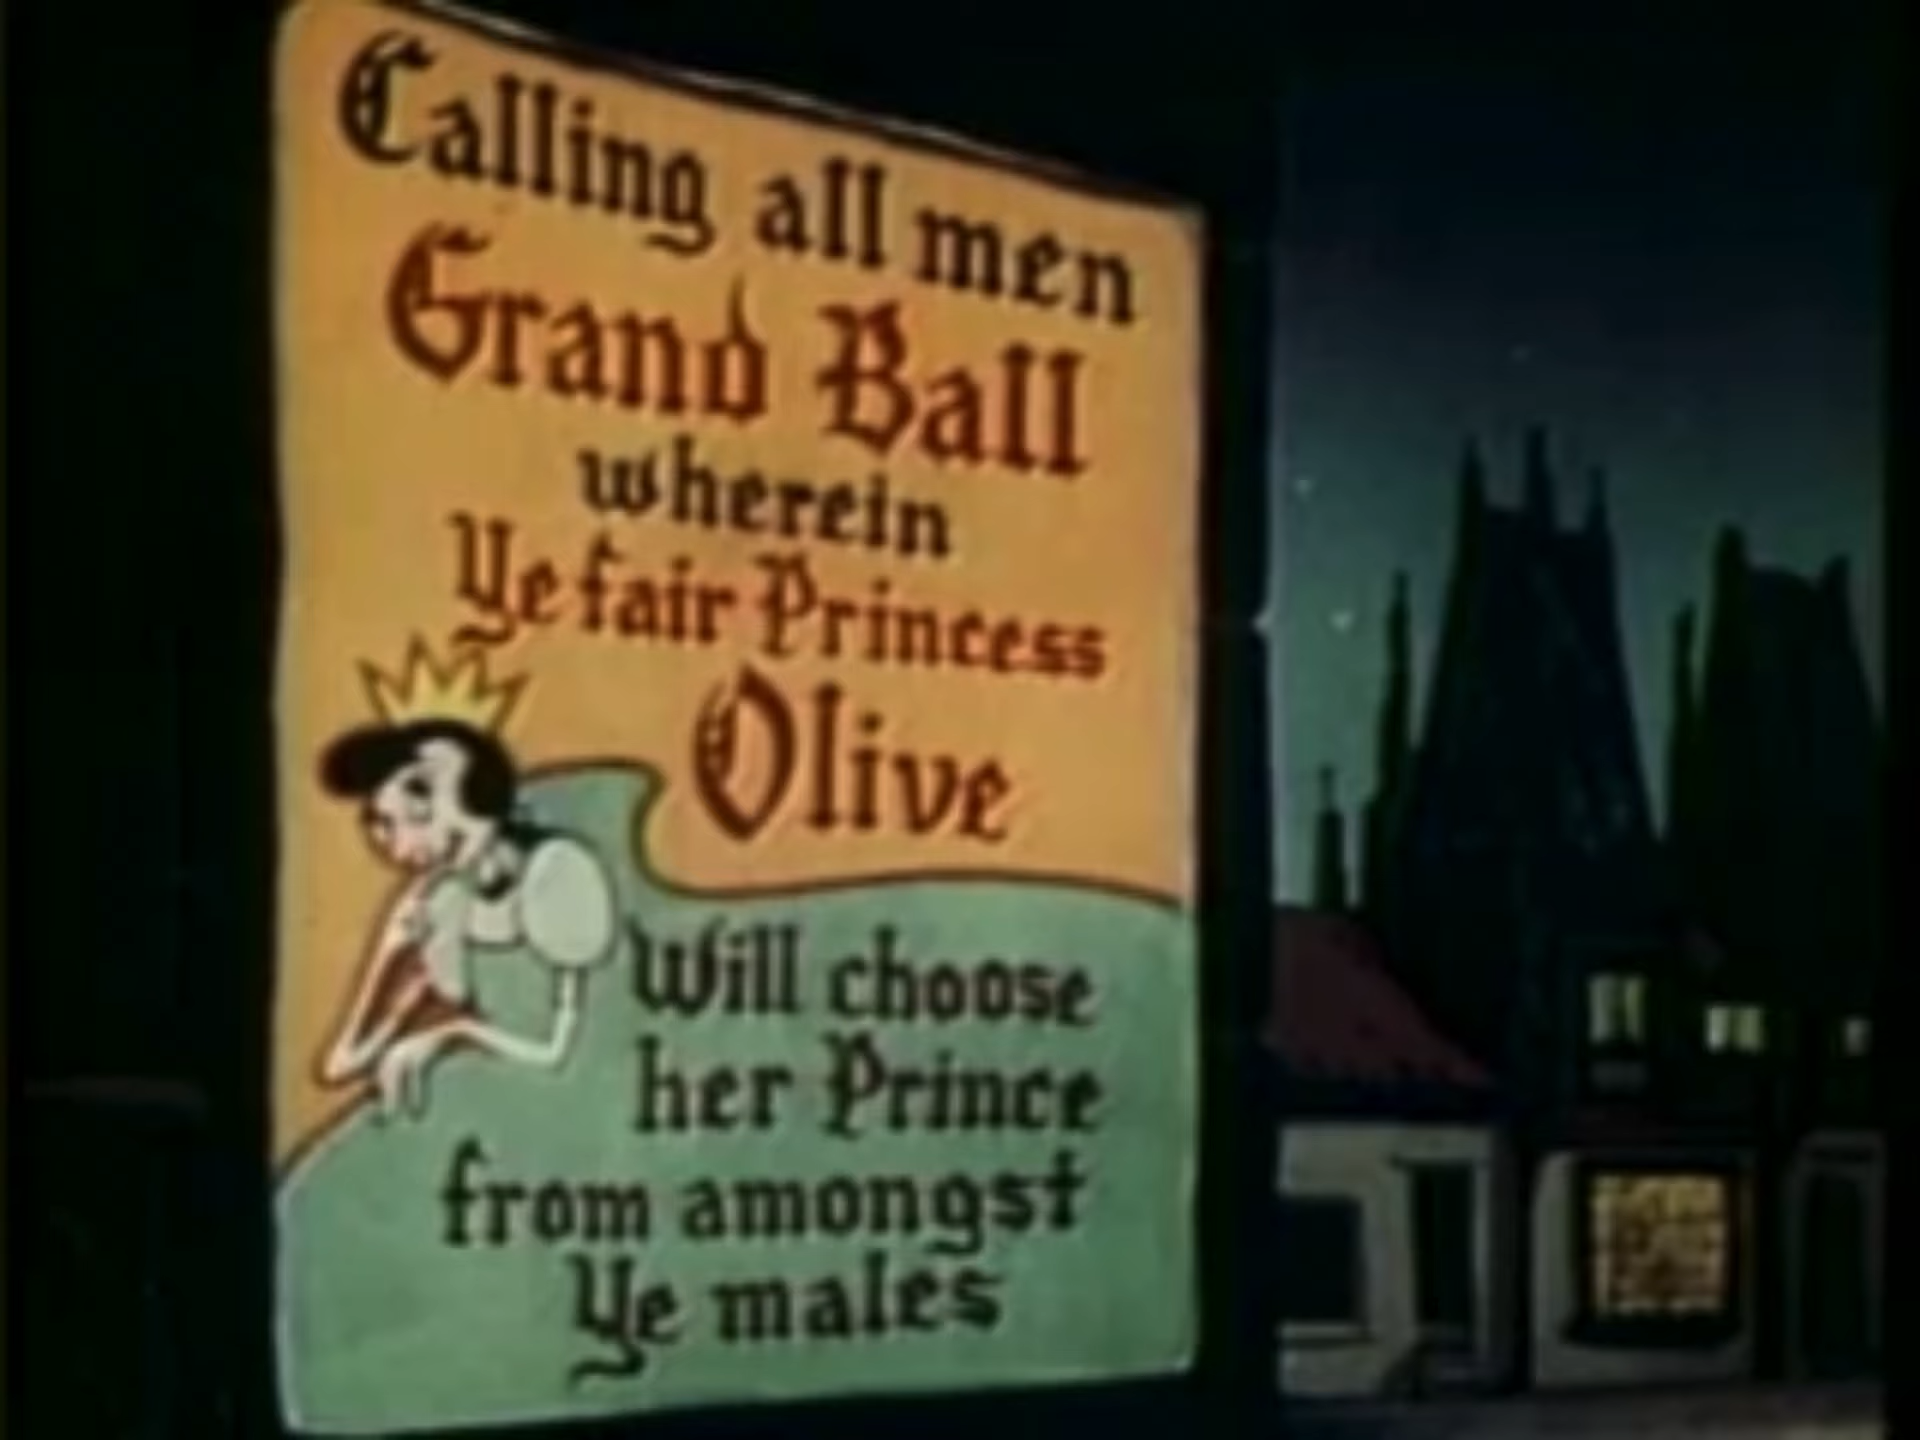 Calling all men
Grand Ball
wherein
Ye fair Princess
Olive
Will choose
her Prince
from amongst
Ye males